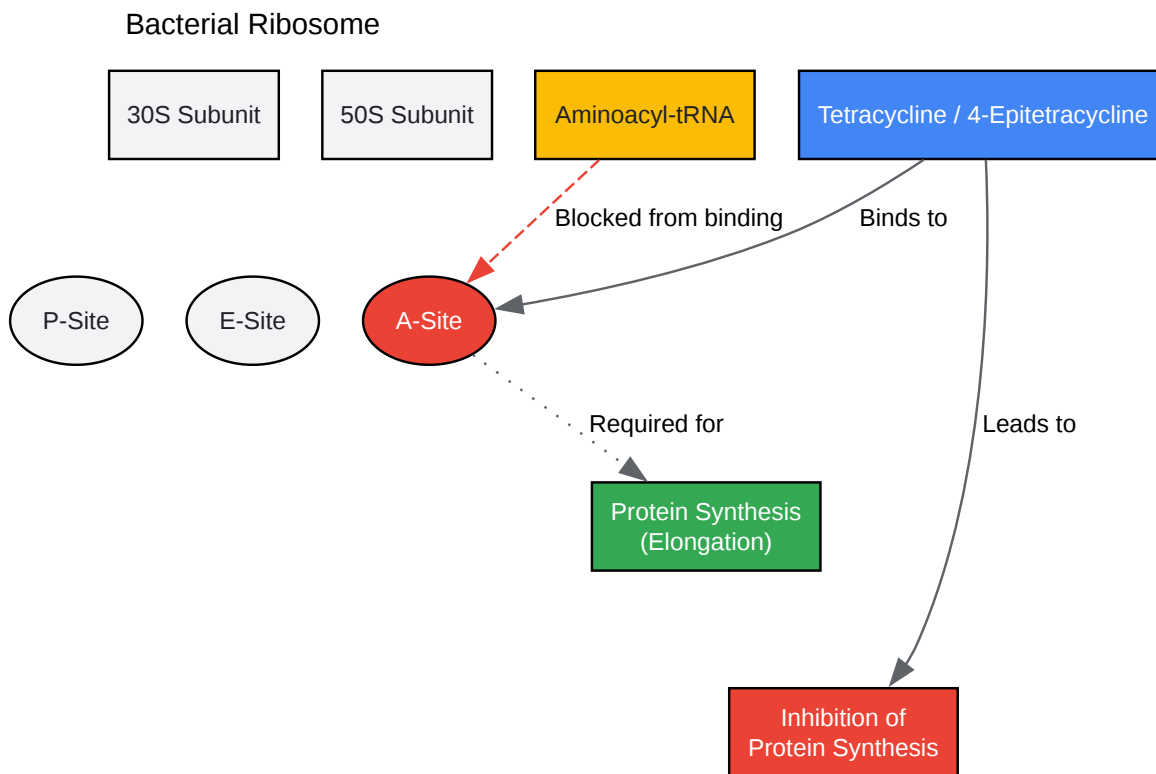 Bacterial Ribosome
30S Subunit
50S Subunit
Aminoacyl-tRNA
Tetracycline / 4-Epitetracycline
Blocked from binding
Binds to
P-Site
E-Site
A-Site
Required for
Leads to
Protein Synthesis
(Elongation)
Inhibition of
Protein Synthesis